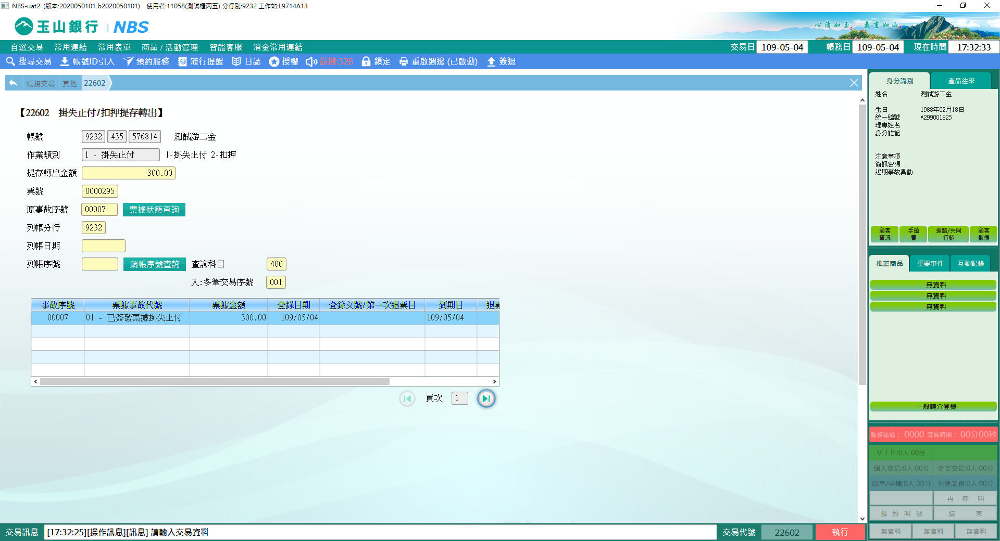 NBS-uat2 (版本:2020050101.b2020050101) 使用者:11058(測試櫃丙五) 分行別:9232 工作站:L9714A13
玉山銀行 | NBS
心清如玉。義重如山。
自選交易 常用連結 常用表單 商品 / 活動管理 智能客服 消金常用連結 交易日 109-05-04 帳務日 109-05-04 現在時間 17:32:33
搜尋交易 帳號ID引入 預約服務 蒞行提醒 日誌 授權 廣播:328 鎖定 重啟週邊 (已啟動) 簽退
帳務交易 其他 22602
【22602 掛失止付/扣押提存轉出】
帳號 9232 435 576814 測試游二金
作業類別 1 - 掛失止付 1-掛失止付 2-扣押
提存轉出金額 300.00
票號 0000295
原事故序號 00007 票據狀態查詢
列帳分行 9232
列帳日期
列帳序號 銷帳序號查詢 查詢科目 400
入:多筆交易序號 001
事故序號 票據事故代號 票據金額 登錄日期 登錄文號/第一次退票日 到期日 退票
00007 01 - 已簽發票據掛失止付 300.00 109/05/04 109/05/04
頁次 1
身分識別 產品往來
姓名 測試游二金
生日 1988年02月18日
統一編號 A299001825
理專姓名
身分註記
注意事項
簡訊密碼
近期事故異動
顧客資訊 手續費 通路/共同行銷 顧客影像
推薦商品 重要事件 互動記錄
無資料
無資料
無資料
一般轉介登錄
服務號碼： 0000 等候時間： 00分00秒
ＶＩＰ:0人 00分
個人交易:0人 00分 企業交易:0人 00分
開戶/申請:0人 00分 外匯業務:0人 00分
再 呼 叫
預 約 叫 號 結 束
無資料 無資料 無資料
交易訊息 [17:32:25][操作訊息][訊息] 請輸入交易資料 交易代號 22602 執行